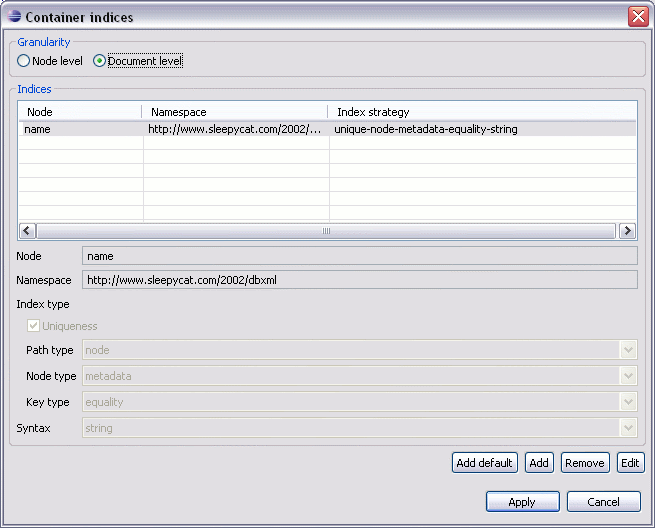 Container indices
Granularity
Node level Document level
Indices
Node Namespace Index strategy
name http://www.sleepycat.com/2002/... unique-node-metadata-equality-string
Node name
Namespace http://www.sleepycat.com/2002/dbxml
Index type
Uniqueness
Path type node
Node type metadata
Key type equality
Syntax string
Add default Add Remove Edit
Apply Cancel